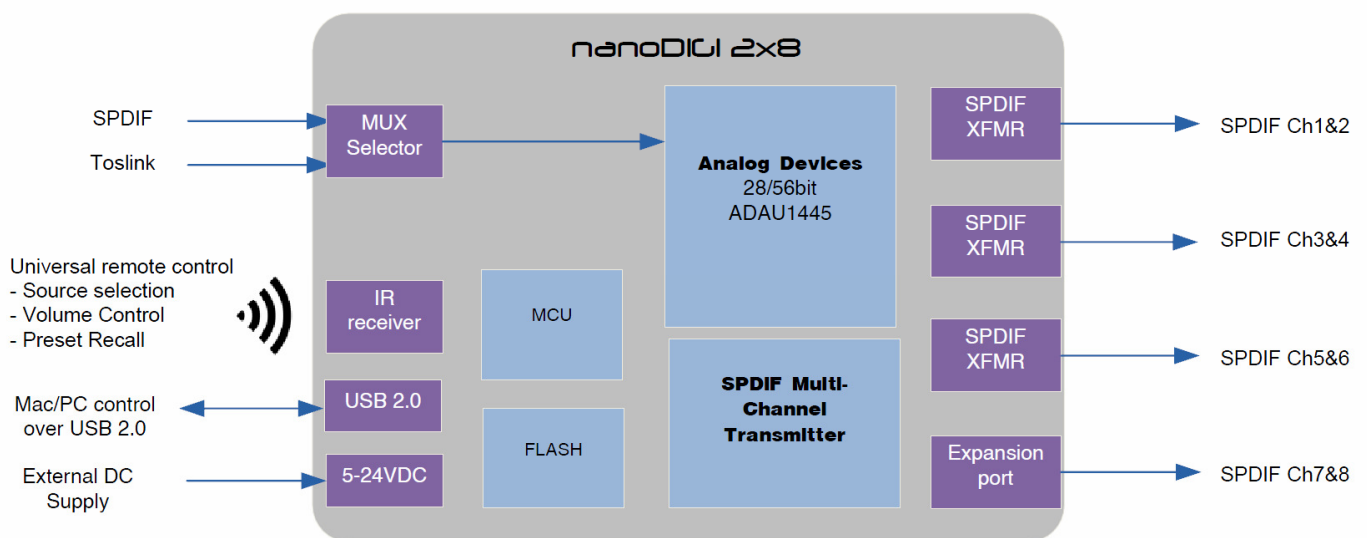 nanoDIGI 2x8
SPDIF
Toslink
MUX
Selector
Analog Devices
28/56bit
ADAU1445
SPDIF
XFMR
SPDIF Ch1&2
SPDIF
XFMR
SPDIF Ch3&4
Universal remote control
- Source selection
- Volume Control
- Preset Recall
IR
receiver
MCU
SPDIF
XFMR
SPDIF Ch5&6
Mac/PC control
over USB 2.0
USB 2.0
FLASH
SPDIF Multi-
Channel
Transmitter
External DC
Supply
5-24VDC
Expansion
port
SPDIF Ch7&8